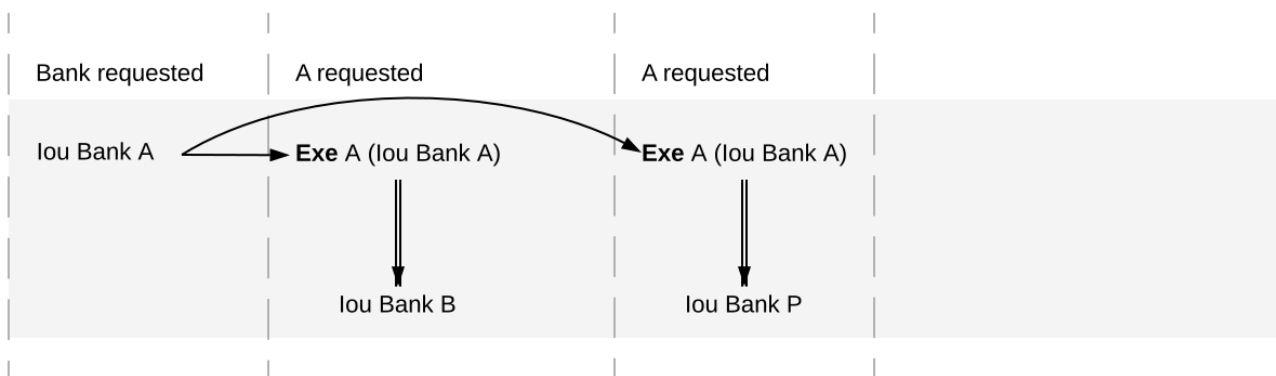 Bank requested
A requested
A requested
Iou Bank A
Exe A (Iou Bank A)
Exe A (Iou Bank A)
Iou Bank B
Iou Bank P